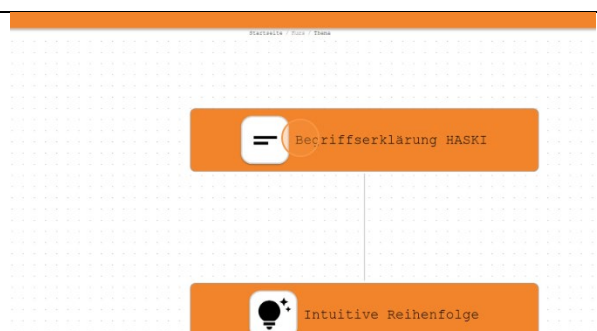 Startseite / Kurs / Thema
Begriffserklärung HASKI
Intuitive Reihenfolge